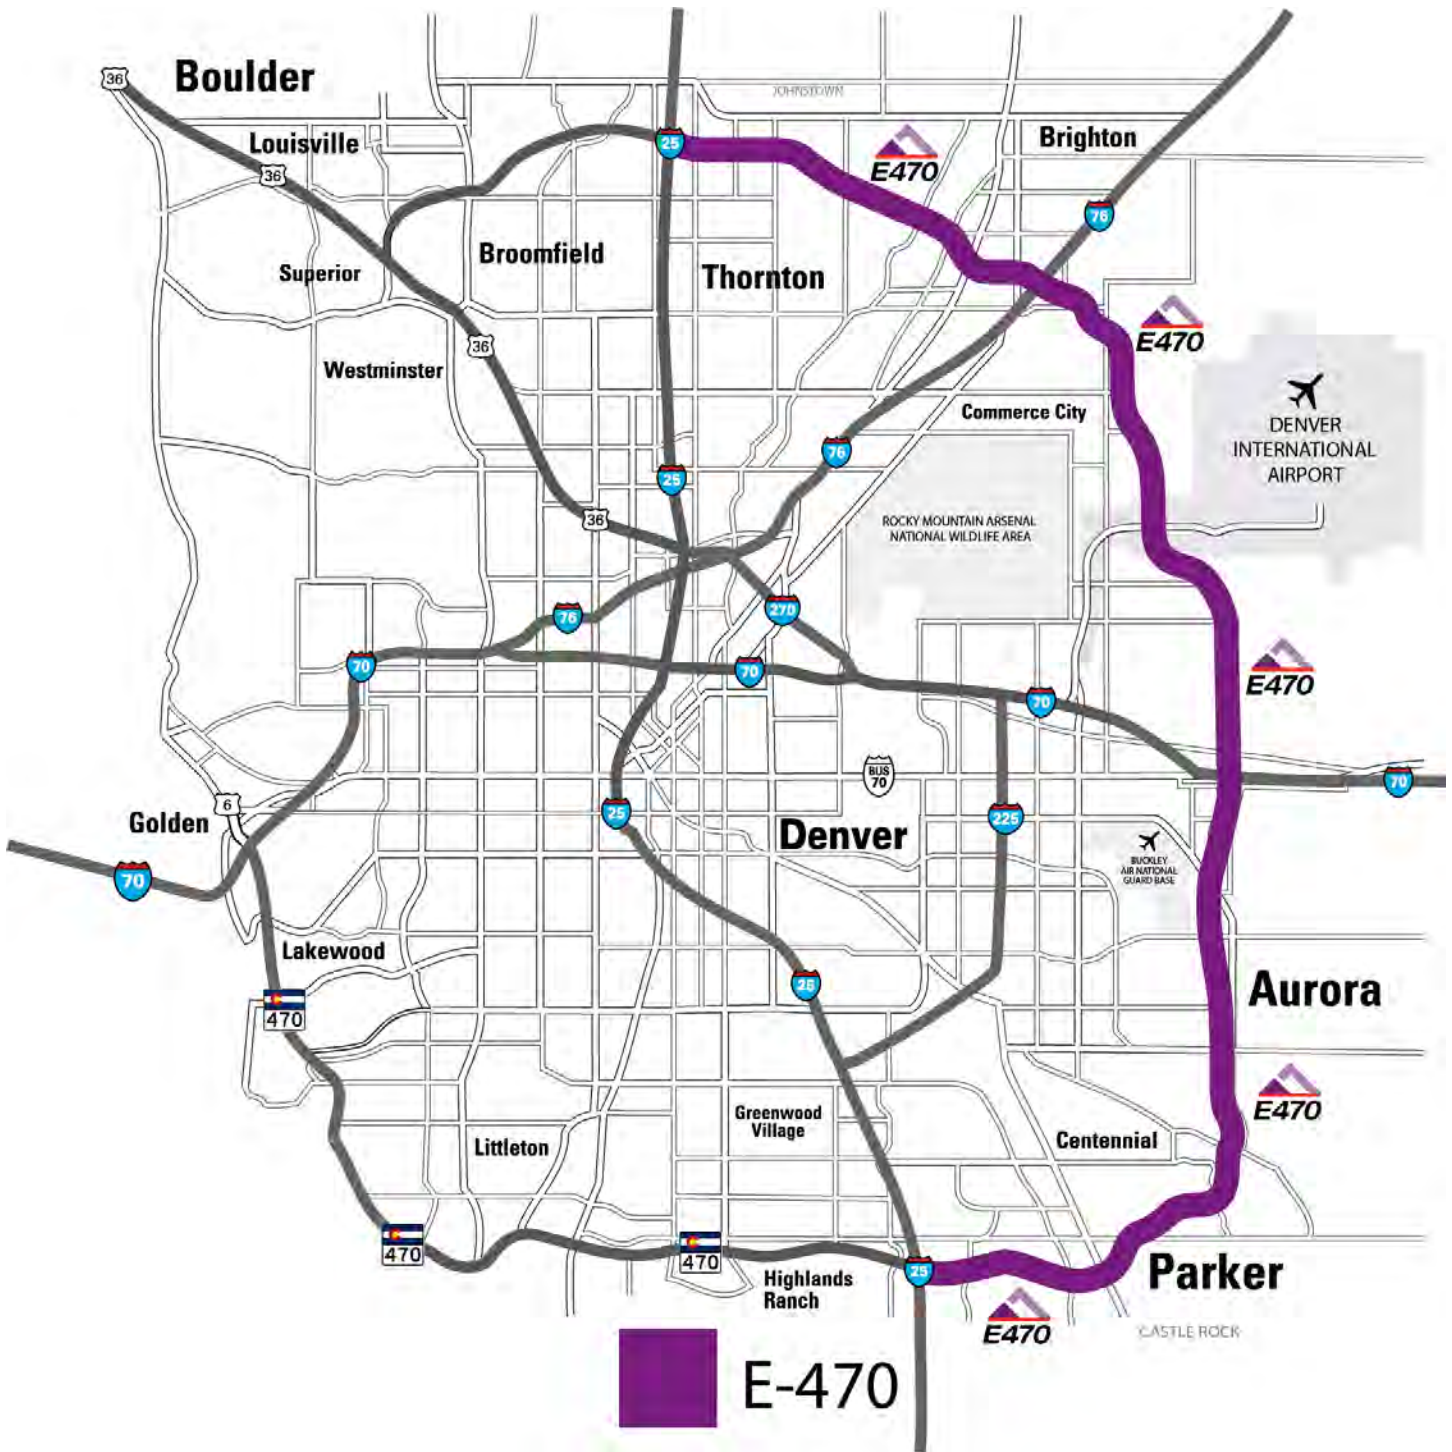 36
Boulder
JOHNSTOWN
Louisville
25
E470
Brighton
36
76
Broomfield
Superior
Thornton
E470
36
Westminster
Commerce City
DENVER
INTERNATIONAL
AIRPORT
76
25
36
ROCKY MOUNTAIN ARSENAL
NATIONAL WILDLIFE AREA
270
76
70
70
70
E470
BUS
70
70
6
25
225
Golden
Denver
BUCKLEY
AIR NATIONAL
GUARD BASE
70
Lakewood
25
Aurora
470
E470
Greenwood
Village
Littleton
Centennial
470
470
25
Highlands
Ranch
Parker
E470
CASTLE ROCK
E-470